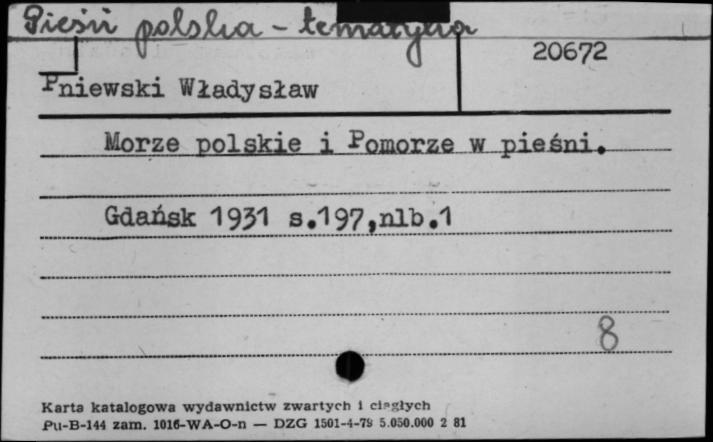 Pieśń polska - tematyka
20672
Pniewski Władysław
Morze polskie i Pomorze w pieśni.
Gdańsk 1931 s.197,nlb.1
8
Karta katalogowa wydawnictw zwartych i ciągłych
Pu-B-144 zam. 1016-WA-O-n — DZG 1501-4-79 5.050.000 2 81